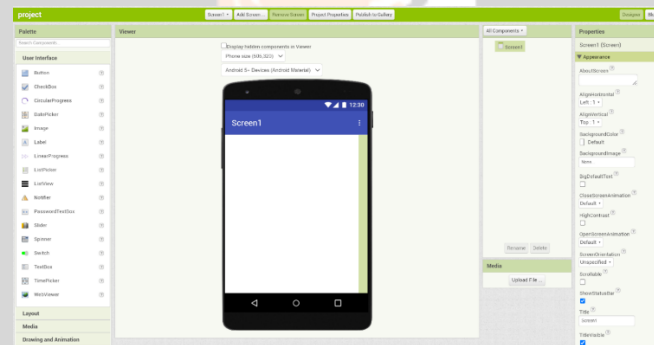 project
Screen1
Add Screen ...
Remove Screen
Project Properties
Publish to Gallery
Designer
Palette
Search Components...
User Interface
Button
CheckBox
CircularProgress
DatePicker
Image
Label
LinearProgress
ListPicker
ListView
Notifier
PasswordTextBox
Slider
Spinner
Switch
TextBox
TimePicker
WebViewer
Layout
Media
Drawing and Animation
Viewer
Display hidden components in Viewer
Phone size (505,320)
Android 5+ Devices (Android Material)
12:30
Screen1
All Components
Screen1
Rename
Delete
Media
Upload File ...
Properties
Screen1 (Screen)
Appearance
AboutScreen
AlignHorizontal
Left : 1
AlignVertical
Top : 1
BackgroundColor
Default
BackgroundImage
None
BigDefaultText
CloseScreenAnimation
Default
HighContrast
OpenScreenAnimation
Default
ScreenOrientation
Unspecified
Scrollable
ShowStatusBar
Title
Screen1
TitleVisible